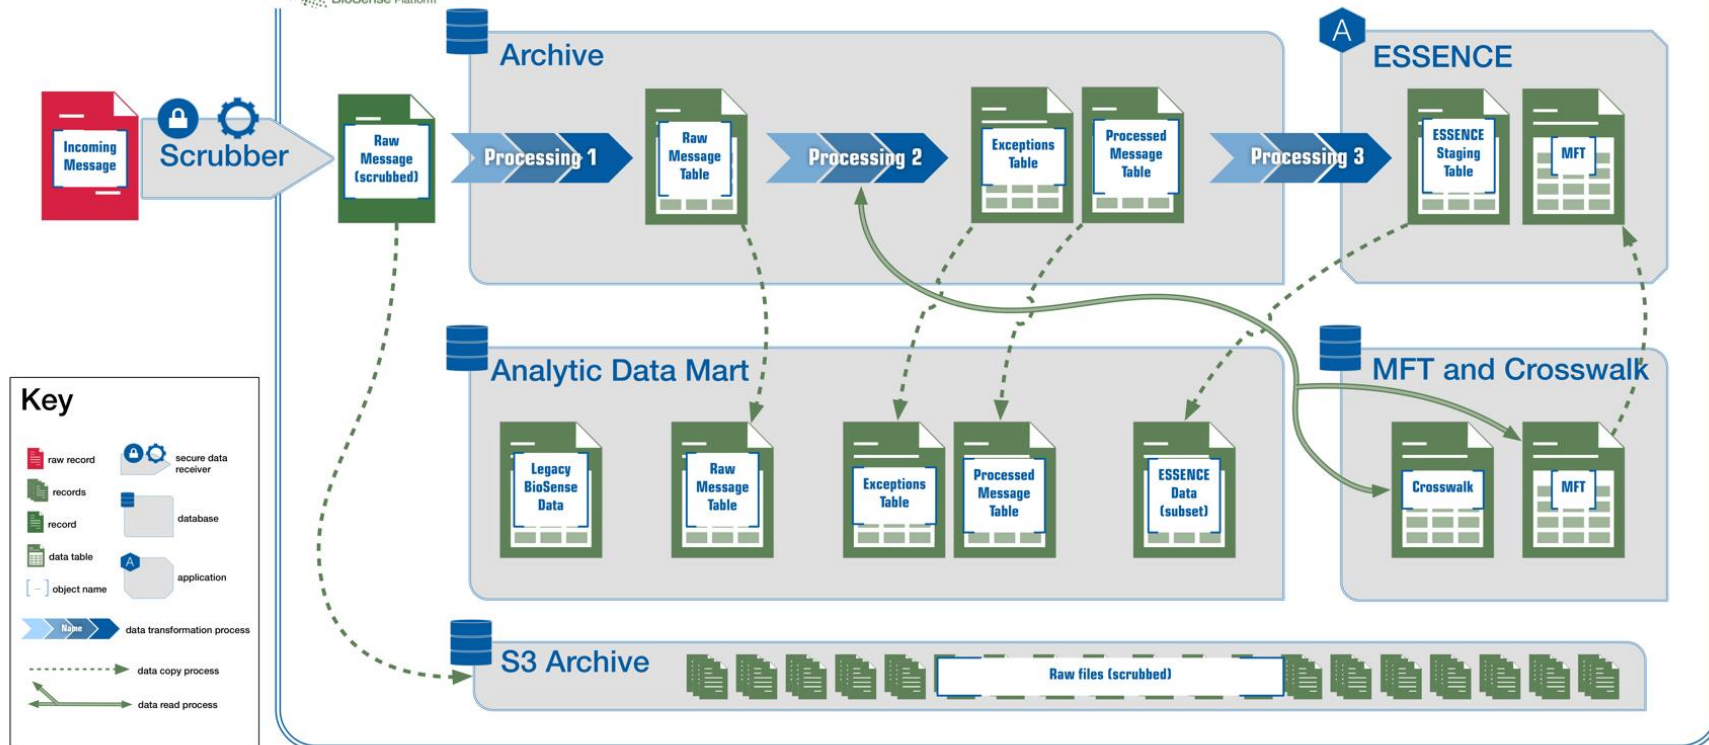 BioSense Platform
Archive
A
ESSENCE
Incoming
Message
Scrubber
Raw
Message
(scrubbed)
Processing 1
Raw
Message
Table
Processing 2
Exceptions
Table
Processed
Message
Table
Processing 3
ESSENCE
Staging
Table
MFT
Analytic Data Mart
MFT and Crosswalk
Legacy
BioSense
Data
Raw
Message
Table
Exceptions
Table
Processed
Message
Table
ESSENCE
Data
(subset)
Crosswalk
MFT
S3 Archive
Raw files (scrubbed)
Key
raw record
secure data
receiver
records
record
database
data table
A
application
[ ... ]
object name
Name
data transformation process
data copy process
data read process